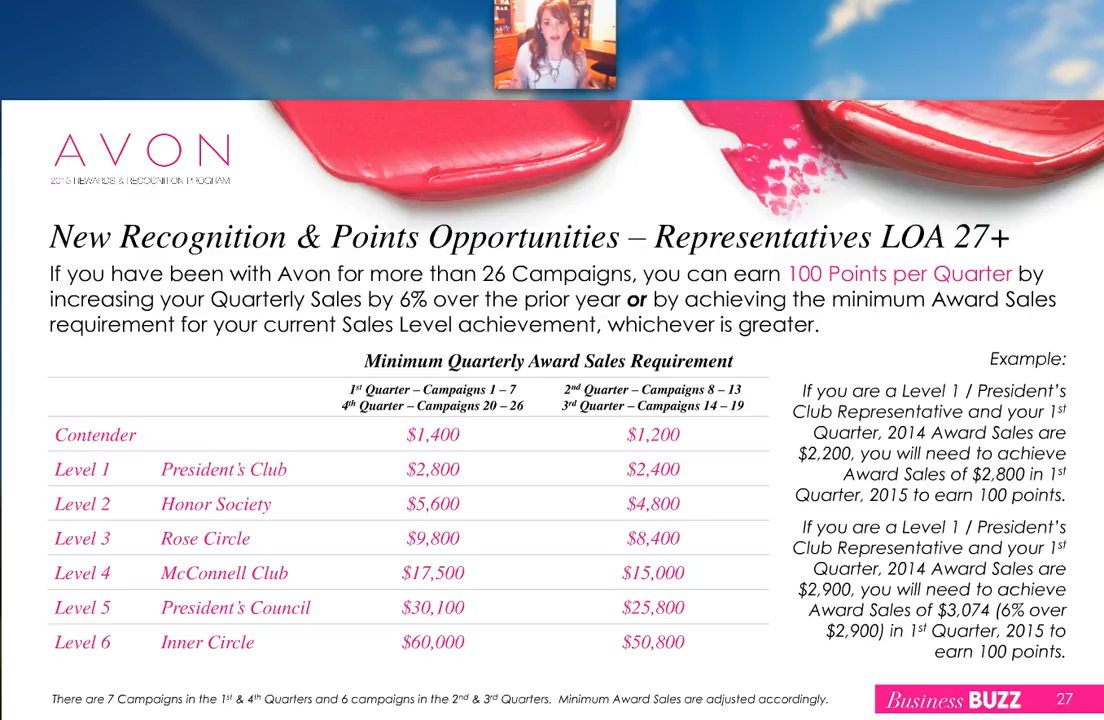 AVON
2015 REWARDS & RECOGNITION PROGRAM
New Recognition & Points Opportunities – Representatives LOA 27+
If you have been with Avon for more than 26 Campaigns, you can earn 100 Points per Quarter by
increasing your Quarterly Sales by 6% over the prior year or by achieving the minimum Award Sales
requirement for your current Sales Level achievement, whichever is greater.
Minimum Quarterly Award Sales Requirement
1st Quarter – Campaigns 1 – 7 2nd Quarter – Campaigns 8 – 13
4th Quarter – Campaigns 20 – 26 3rd Quarter – Campaigns 14 – 19
Contender $1,400 $1,200
Level 1 President's Club $2,800 $2,400
Level 2 Honor Society $5,600 $4,800
Level 3 Rose Circle $9,800 $8,400
Level 4 McConnell Club $17,500 $15,000
Level 5 President's Council $30,100 $25,800
Level 6 Inner Circle $60,000 $50,800
Example:
If you are a Level 1 / President's
Club Representative and your 1st
Quarter, 2014 Award Sales are
$2,200, you will need to achieve
Award Sales of $2,800 in 1st
Quarter, 2015 to earn 100 points.
If you are a Level 1 / President's
Club Representative and your 1st
Quarter, 2014 Award Sales are
$2,900, you will need to achieve
Award Sales of $3,074 (6% over
$2,900) in 1st Quarter, 2015 to
earn 100 points.
There are 7 Campaigns in the 1st & 4th Quarters and 6 campaigns in the 2nd & 3rd Quarters. Minimum Award Sales are adjusted accordingly.
Business BUZZ 27